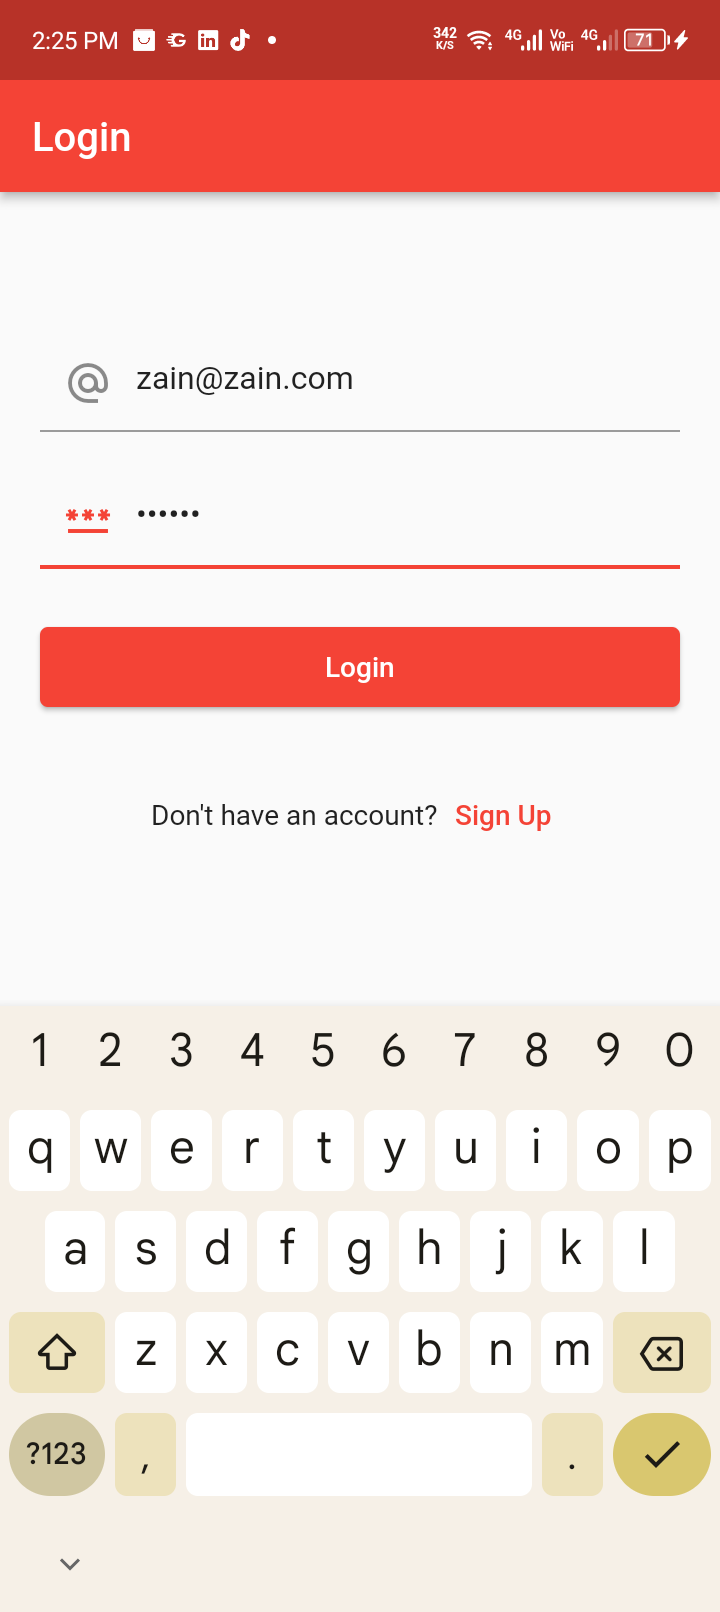 2:25 PM 342 K/S 4G Vo WiFi 4G 71
Login
zain@zain.com
••••••
Login
Don't have an account? Sign Up
1 2 3 4 5 6 7 8 9 0
q w e r t y u i o p
a s d f g h j k l
z x c v b n m
?123 , .